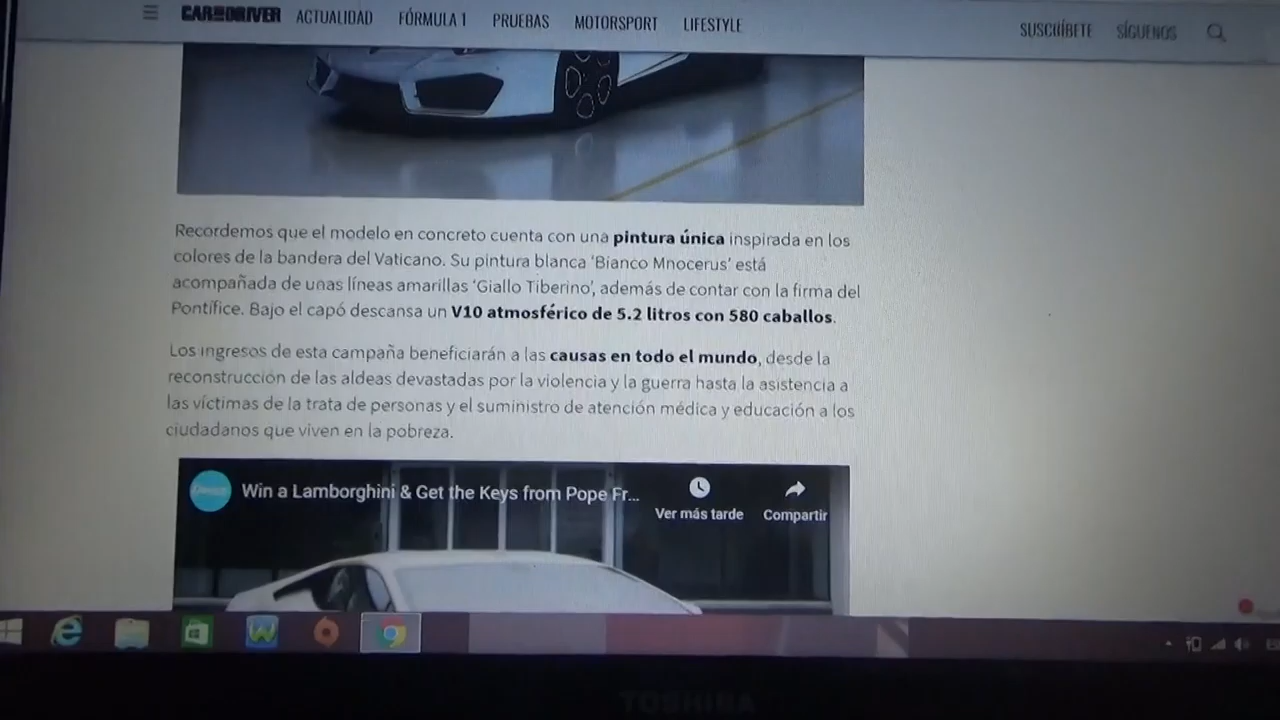 CAR AND DRIVER ACTUALIDAD FÓRMULA 1 PRUEBAS MOTORSPORT LIFESTYLE SUSCRÍBETE SÍGUENOS
Recordemos que el modelo en concreto cuenta con una pintura única inspirada en los
colores de la bandera del Vaticano. Su pintura blanca ‘Bianco Mnocerus’ está
acompañada de unas líneas amarillas ‘Giallo Tiberino’, además de contar con la firma del
Pontífice. Bajo el capó descansa un V10 atmosférico de 5.2 litros con 580 caballos.
Los ingresos de esta campaña beneficiarán a las causas en todo el mundo, desde la
reconstrucción de las aldeas devastadas por la violencia y la guerra hasta la asistencia a
las víctimas de la trata de personas y el suministro de atención médica y educación a los
ciudadanos que viven en la pobreza.
Win a Lamborghini & Get the Keys from Pope Fr...
Ver más tarde Compartir
TOSHIBA